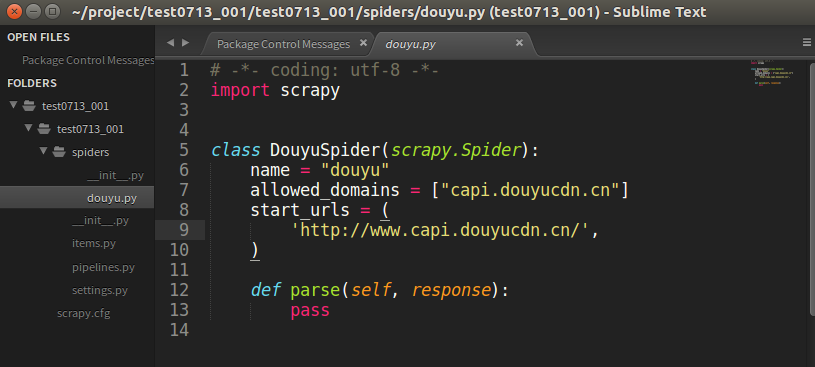 ~/project/test0713_001/test0713_001/spiders/douyu.py (test0713_001) - Sublime Text
OPEN FILES
Package Control Messages
FOLDERS
test0713_001
test0713_001
spiders
__init__.py
douyu.py
__init__.py
items.py
pipelines.py
settings.py
scrapy.cfg
Package Control Messages
douyu.py
1 # -*- coding: utf-8 -*-
2 import scrapy
3
4
5 class DouyuSpider(scrapy.Spider):
6     name = "douyu"
7     allowed_domains = ["capi.douyucdn.cn"]
8     start_urls = (
9         'http://www.capi.douyucdn.cn/',
10     )
11
12     def parse(self, response):
13         pass
14